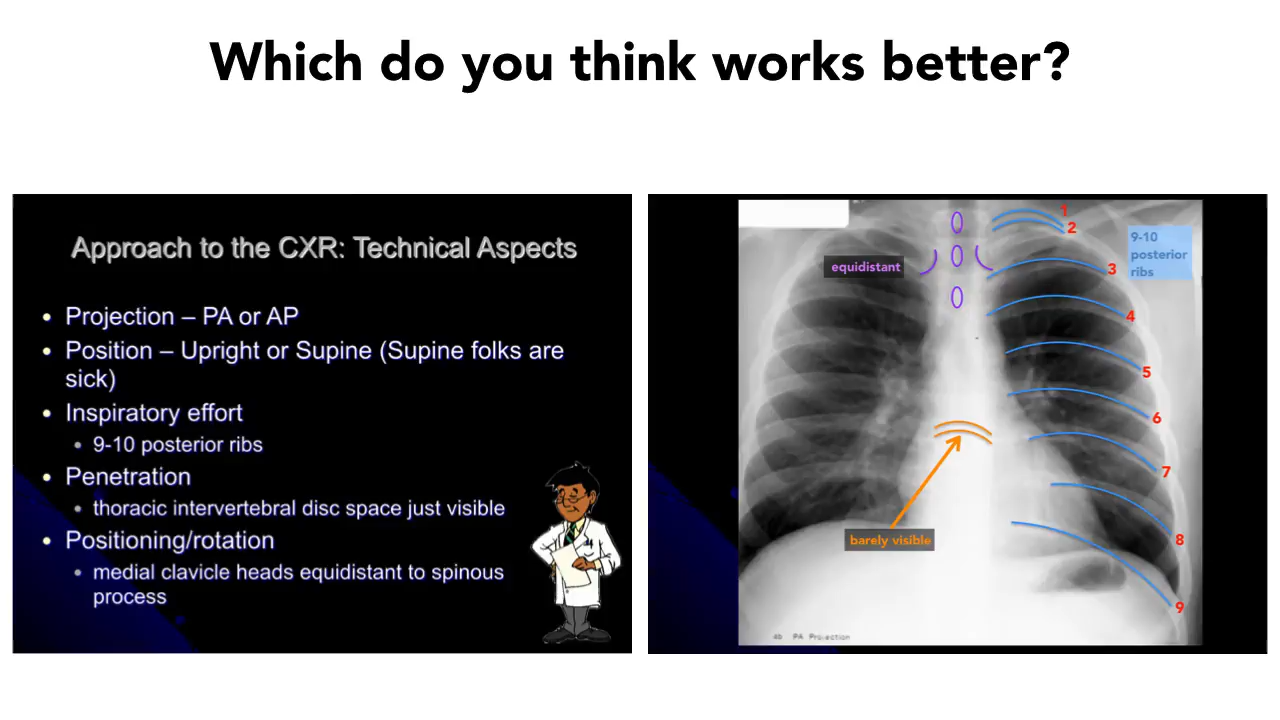 Which do you think works better?
Approach to the CXR: Technical Aspects
• Projection – PA or AP
• Position – Upright or Supine (Supine folks are
sick)
• Inspiratory effort
• 9-10 posterior ribs
• Penetration
• thoracic intervertebral disc space just visible
• Positioning/rotation
• medial clavicle heads equidistant to spinous
process
1
2
9-10
posterior
ribs
equidistant
3
4
5
6
7
barely visible
8
9
4b PA Projection